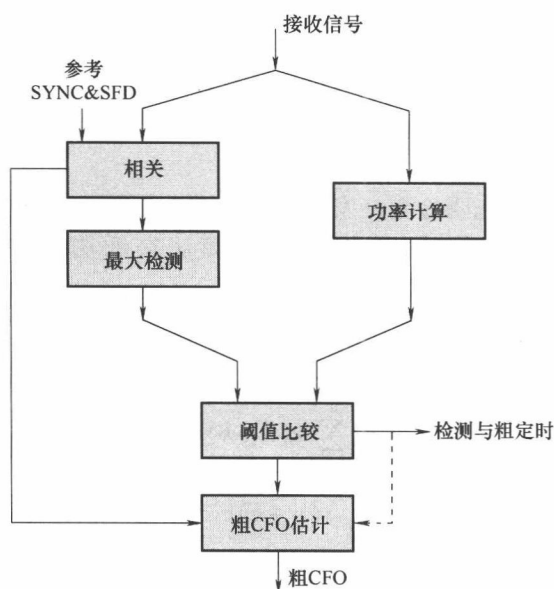 接收信号
参考
SYNC&SFD
相关
功率计算
最大检测
阈值比较
检测与粗定时
粗CFO估计
粗CFO